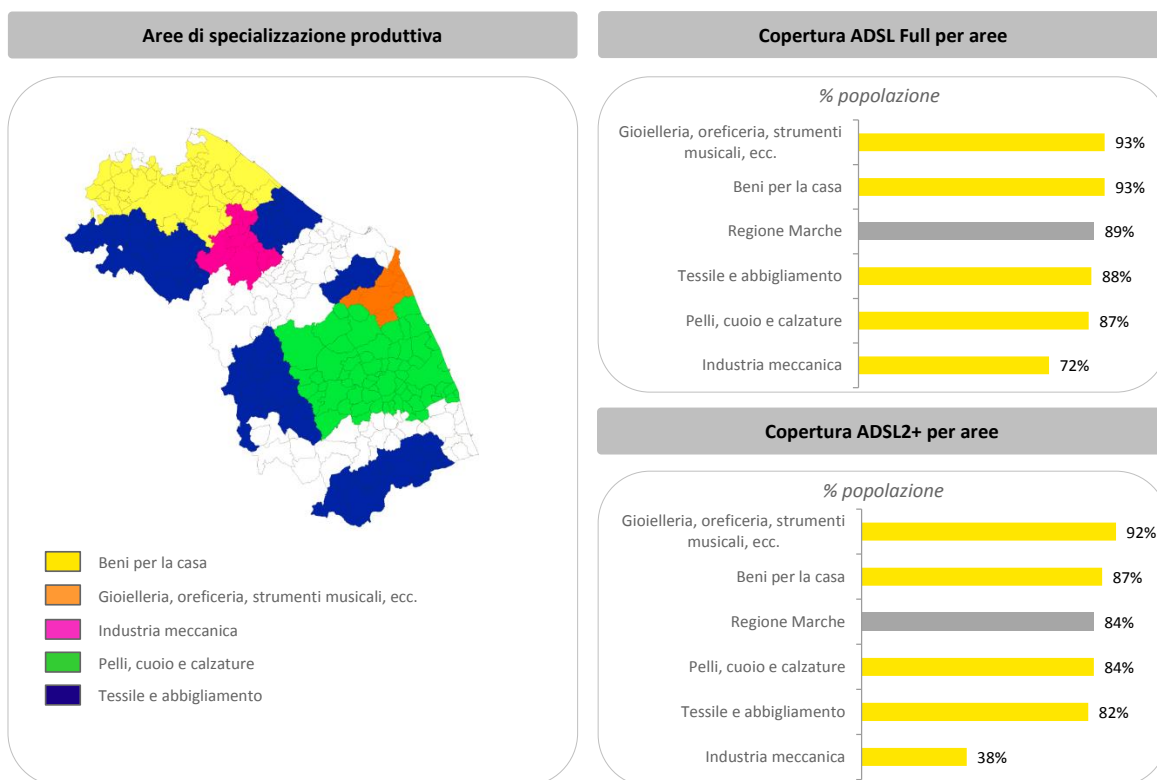 Aree di specializzazione produttiva
Beni per la casa
Gioielleria, oreficeria, strumenti musicali, ecc.
Industria meccanica
Pelli, cuoio e calzature
Tessile e abbigliamento
Copertura ADSL Full per aree
% popolazione
Gioielleria, oreficeria, strumenti
musicali, ecc.
93%
Beni per la casa
93%
Regione Marche
89%
Tessile e abbigliamento
88%
Pelli, cuoio e calzature
87%
Industria meccanica
72%
Copertura ADSL2+ per aree
% popolazione
Gioielleria, oreficeria, strumenti
musicali, ecc.
92%
Beni per la casa
87%
Regione Marche
84%
Pelli, cuoio e calzature
84%
Tessile e abbigliamento
82%
Industria meccanica
38%